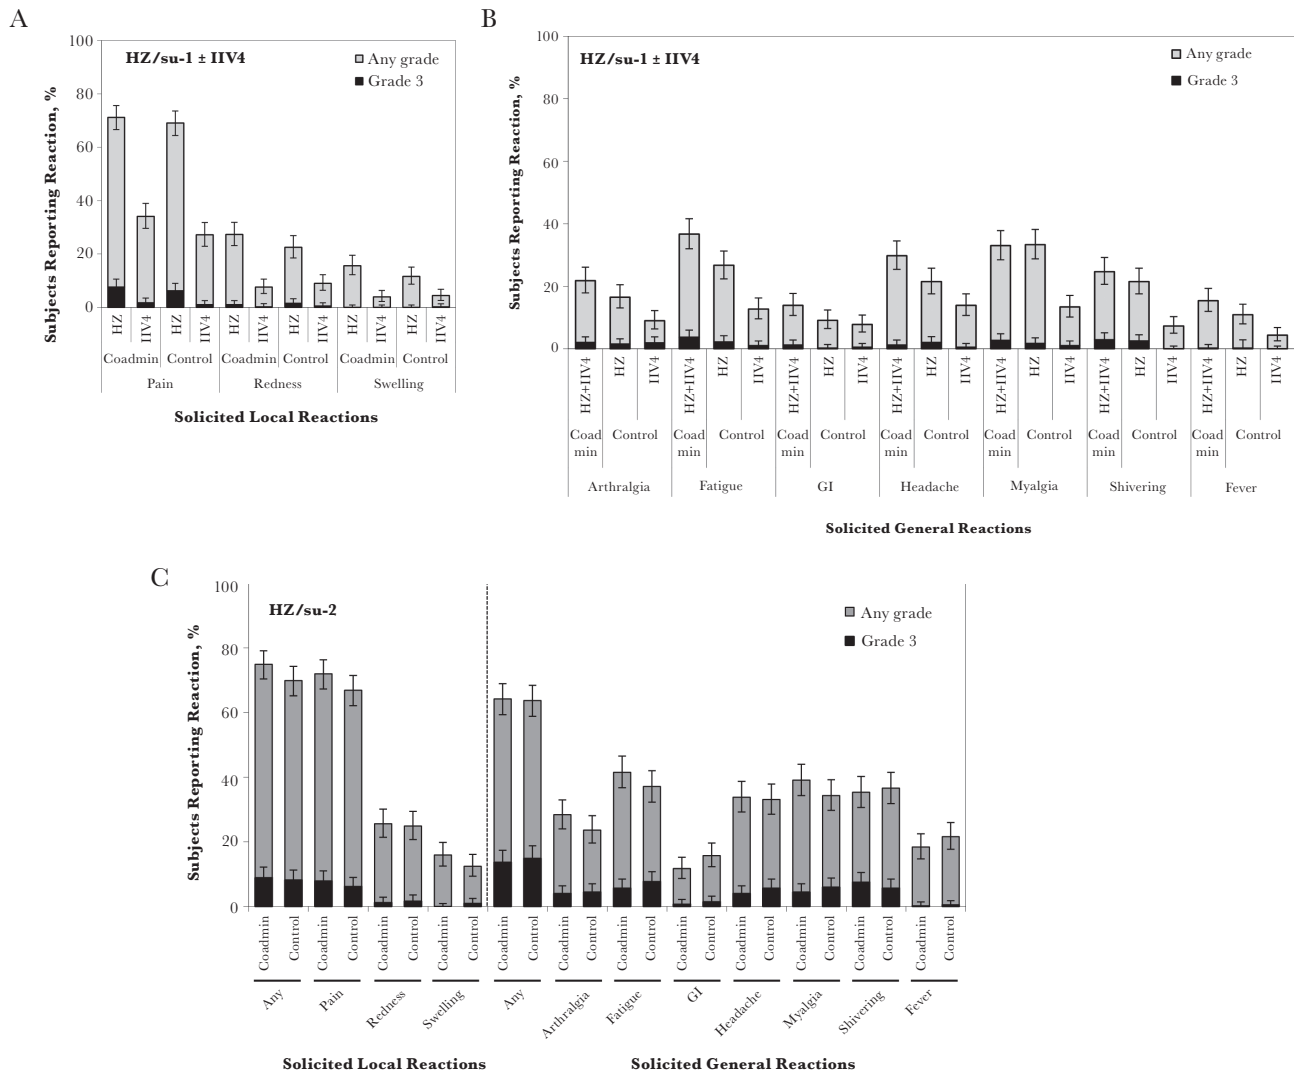 A
HZ/su-1 ± IIV4
Any grade
Grade 3
Subjects Reporting Reaction, %
100
80
60
40
20
0
HZ IIV4 HZ IIV4 HZ IIV4 HZ IIV4 HZ IIV4 HZ IIV4
Coadmin Control Coadmin Control Coadmin Control
Pain Redness Swelling
Solicited Local Reactions
B
HZ/su-1 ± IIV4
Any grade
Grade 3
Subjects Reporting Reaction, %
100
80
60
40
20
0
HZ+IIV4 HZ IIV4 HZ+IIV4 HZ IIV4 HZ+IIV4 HZ IIV4 HZ+IIV4 HZ IIV4 HZ+IIV4 HZ IIV4 HZ+IIV4 HZ IIV4 HZ+IIV4 HZ IIV4
Coad Control Coad Control Coad Control Coad Control Coad Control Coad Control Coad Control
min min min min min min min
Arthralgia Fatigue GI Headache Myalgia Shivering Fever
Solicited General Reactions
C
HZ/su-2
Any grade
Grade 3
Subjects Reporting Reaction, %
100
80
60
40
20
0
Coadmin Control Coadmin Control Coadmin Control Coadmin Control Coadmin Control Coadmin Control Coadmin Control Coadmin Control Coadmin Control Coadmin Control Coadmin Control Coadmin Control
Any Pain Redness Swelling Any Arthralgia Fatigue GI Headache Myalgia Shivering Fever
Solicited Local Reactions Solicited General Reactions